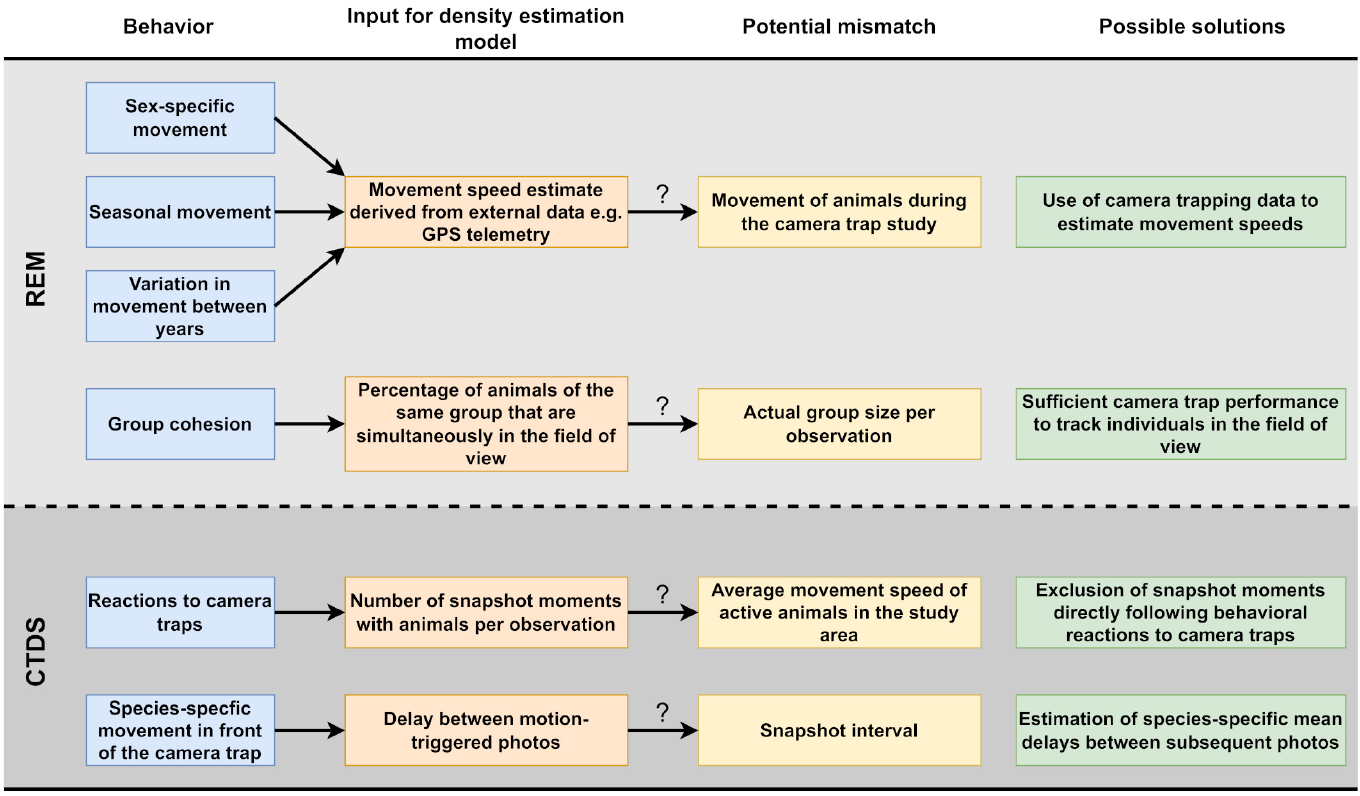 Behavior
Input for density estimation
model
Potential mismatch
Possible solutions
REM
Sex-specific
movement
Seasonal movement
Variation in
movement between
years
Movement speed estimate
derived from external data e.g.
GPS telemetry
?
Movement of animals during
the camera trap study
Use of camera trapping data to
estimate movement speeds
Group cohesion
Percentage of animals of the
same group that are
simultaneously in the field of
view
?
Actual group size per
observation
Sufficient camera trap performance
to track individuals in the field of
view
CTDS
Reactions to camera
traps
Number of snapshot moments
with animals per observation
?
Average movement speed of
active animals in the study
area
Exclusion of snapshot moments
directly following behavioral
reactions to camera traps
Species-specfic
movement in front
of the camera trap
Delay between motion-
triggered photos
?
Snapshot interval
Estimation of species-specific mean
delays between subsequent photos